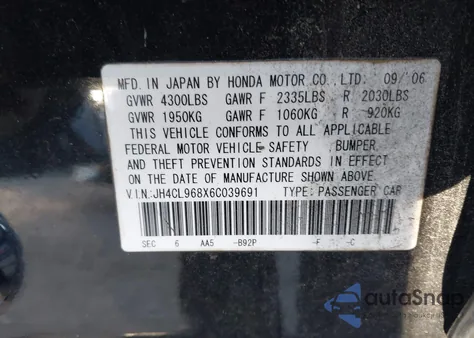 MFD. IN JAPAN BY HONDA MOTOR CO., LTD. 09/'06
GVWR 4300LBS GAWR F 2335LBS R 2030LBS
GVWR 1950KG GAWR F 1060KG R 920KG
THIS VEHICLE CONFORMS TO ALL APPLICABLE
FEDERAL MOTOR VEHICLE SAFETY, BUMPER,
AND THEFT PREVENTION STANDARDS IN EFFECT
ON THE DATE OF MANUFACTURE SHOWN ABOVE.
V.I.N:JH4CL968X6C039691 TYPE: PASSENGER CAR
SEC 6 AA5 -B92P -F -C
autoSnap